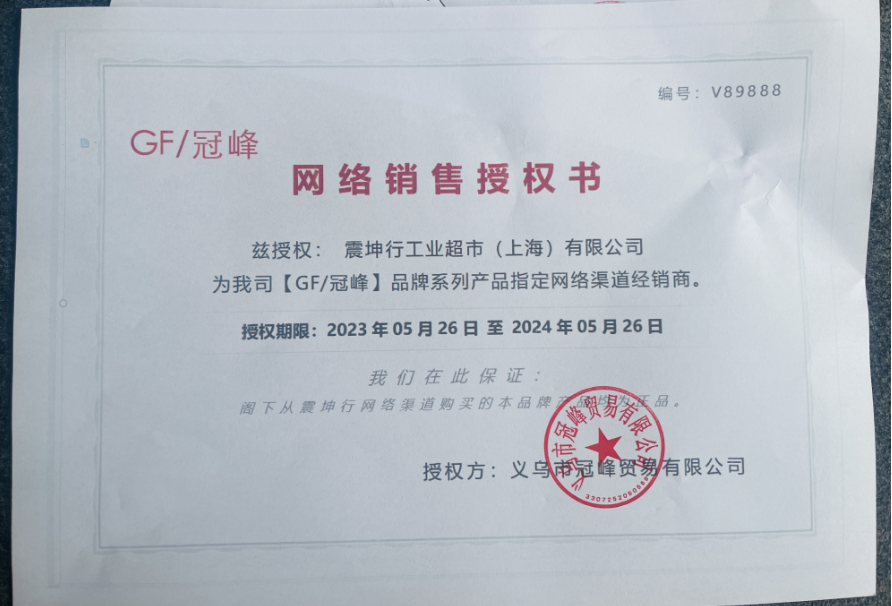 编号：V89888
GF/冠峰
网络销售授权书
兹授权： 震坤行工业超市（上海）有限公司
为我司【GF/冠峰】品牌系列产品指定网络渠道经销商。
授权期限：2023年05月26日 至 2024年05月26日
我们在此保证：
阁下从震坤行网络渠道购买的本品牌产品均为正品。
授权方：义乌市冠峰贸易有限公司
义乌市冠峰贸易有限公司